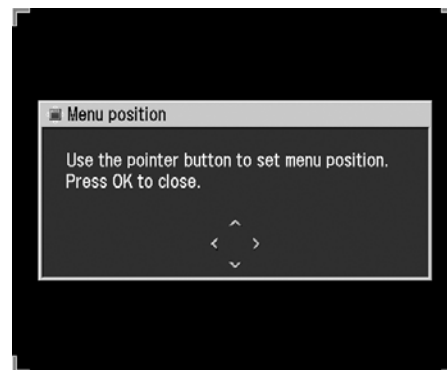 Menu position
Use the pointer button to set menu position.
Press OK to close.